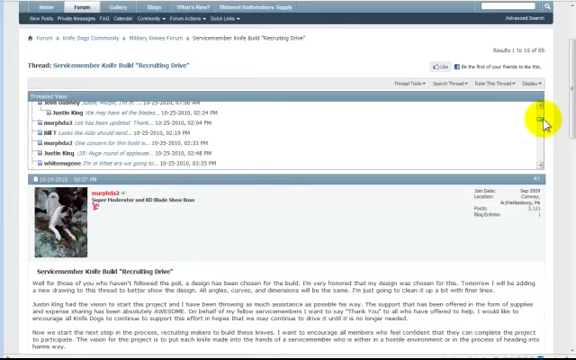 Home Forum Gallery Blogs What's New? Midwest Knifemakers Supply
New Posts Private Messages FAQ Calendar Community Forum Actions Quick Links Advanced Search
Forum Knife Dogs Community Military Knives Forum Servicemember Knife Build "Recruiting Drive"
Results 1 to 18 of 65
Thread: Servicemember Knife Build "Recruiting Drive"
Like Be the first of your friends to like this.
Thread Tools Search Thread Rate This Thread Display
Threaded View
10-25-2010, 07:00 AM
Justin King We may have all the blades... 10-25-2010, 02:24 PM
murphda2 List has been updated. Thank... 10-25-2010, 02:04 PM
Bill T Looks like Aldo should send... 10-25-2010, 02:19 PM
murphda2 One concern for this build is... 10-25-2010, 02:33 PM
Justin King :35: Huge round of applause... 10-25-2010, 02:48 PM
whiteeugene I'm in What are we going to... 10-25-2010, 03:35 PM
10-24-2010, 09:57 PM #1
murphda2
Super Moderator and KD Blade Show Boss
Join Date: Sep 2009
Location: Conway,
Posts: 3,131
Blog Entries: 1
Servicemember Knife Build "Recruiting Drive"
Well for those of you who haven't followed the poll, a design has been chosen for the build. I'm very honored that my design was chosen for this. Tomorrow I will be
adding a new drawing to this thread to better show the design. All angles, curves, and dimensions will be the same. I'm just going to clean it up a bit with finer lines.
Justin King had the vision to start this project and I have been throwing as much assistance as possible his way. The support that has been offered in the form of supplies
and expense sharing has been absolutely AWESOME. On behalf of my fellow servicemembers I want to say "Thank You" to all who have offered to help. I would like to
encourage all Knife Dogs to continue to support this effort in hopes that we may continue to drive it until it is no longer needed.
Now we start the next step in the process, recruiting makers to build these knives. I want to encourage all members who feel confident that they can complete the project
to participate. The vision for this project is to put each knife made into the hands of a servicemember who is either in a hostile environment or in the process of heading into
harms way.